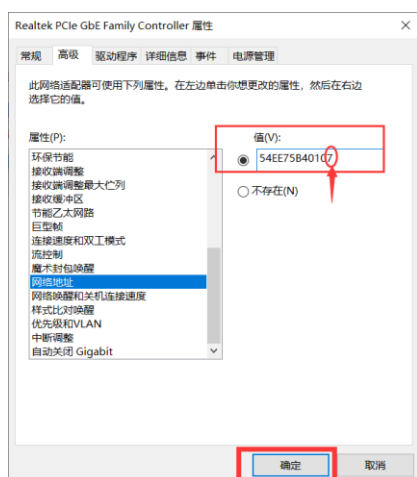 Realtek PCIe GbE Family Controller 属性
常规 高级 驱动程序 详细信息 事件 电源管理
此网络适配器可使用下列属性。在左边单击你想更改的属性，然后在右边
选择它的值。
属性(P):
值(V):
环保节能
接收端调整
接收端调整最大伫列
接收缓冲区
节能乙太网路
巨型帧
连接速度和双工模式
流控制
魔术封包唤醒
网络地址
网络唤醒和关机连接速度
样式比对唤醒
优先级和VLAN
中断调整
自动关闭 Gigabit
54EE75B40107
不存在(N)
确定
取消